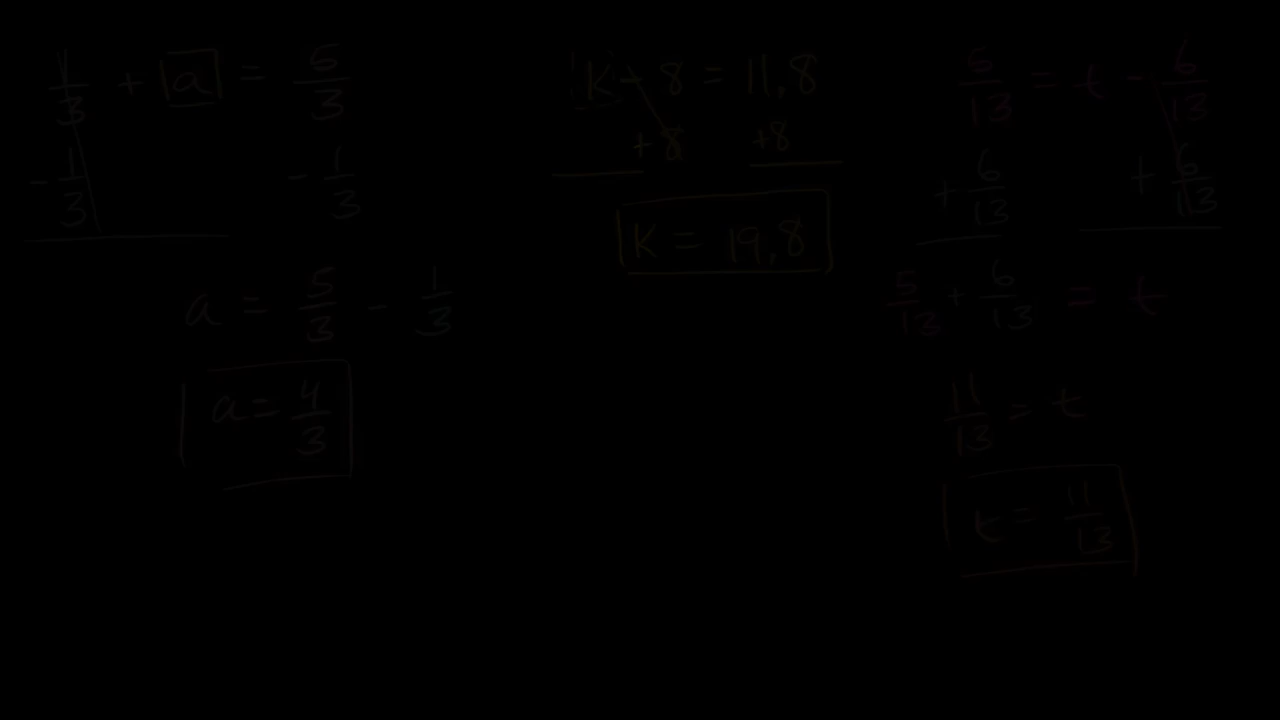 1/3 + a = 5/3
- 1/3 - 1/3
a = 5/3 - 1/3
a = 4/3
K - 8 = 11.8
+8 +8
K = 19.8
5/13 = t - 6/13
+ 6/13 + 6/13
5/13 + 6/13 = t
11/13 = t
t = 11/13